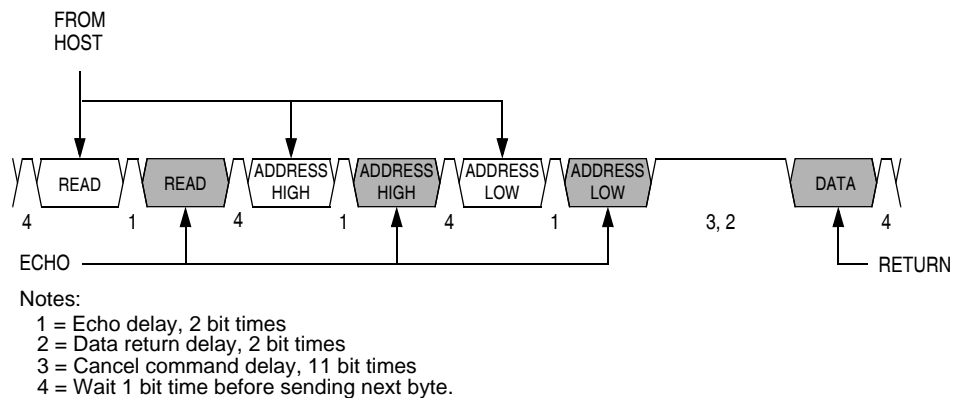 FROM
HOST
READ
READ
ADDRESS
HIGH
ADDRESS
HIGH
ADDRESS
LOW
ADDRESS
LOW
DATA
4
1
4
1
4
1
3, 2
4
ECHO
RETURN
Notes:
1 = Echo delay, 2 bit times
2 = Data return delay, 2 bit times
3 = Cancel command delay, 11 bit times
4 = Wait 1 bit time before sending next byte.